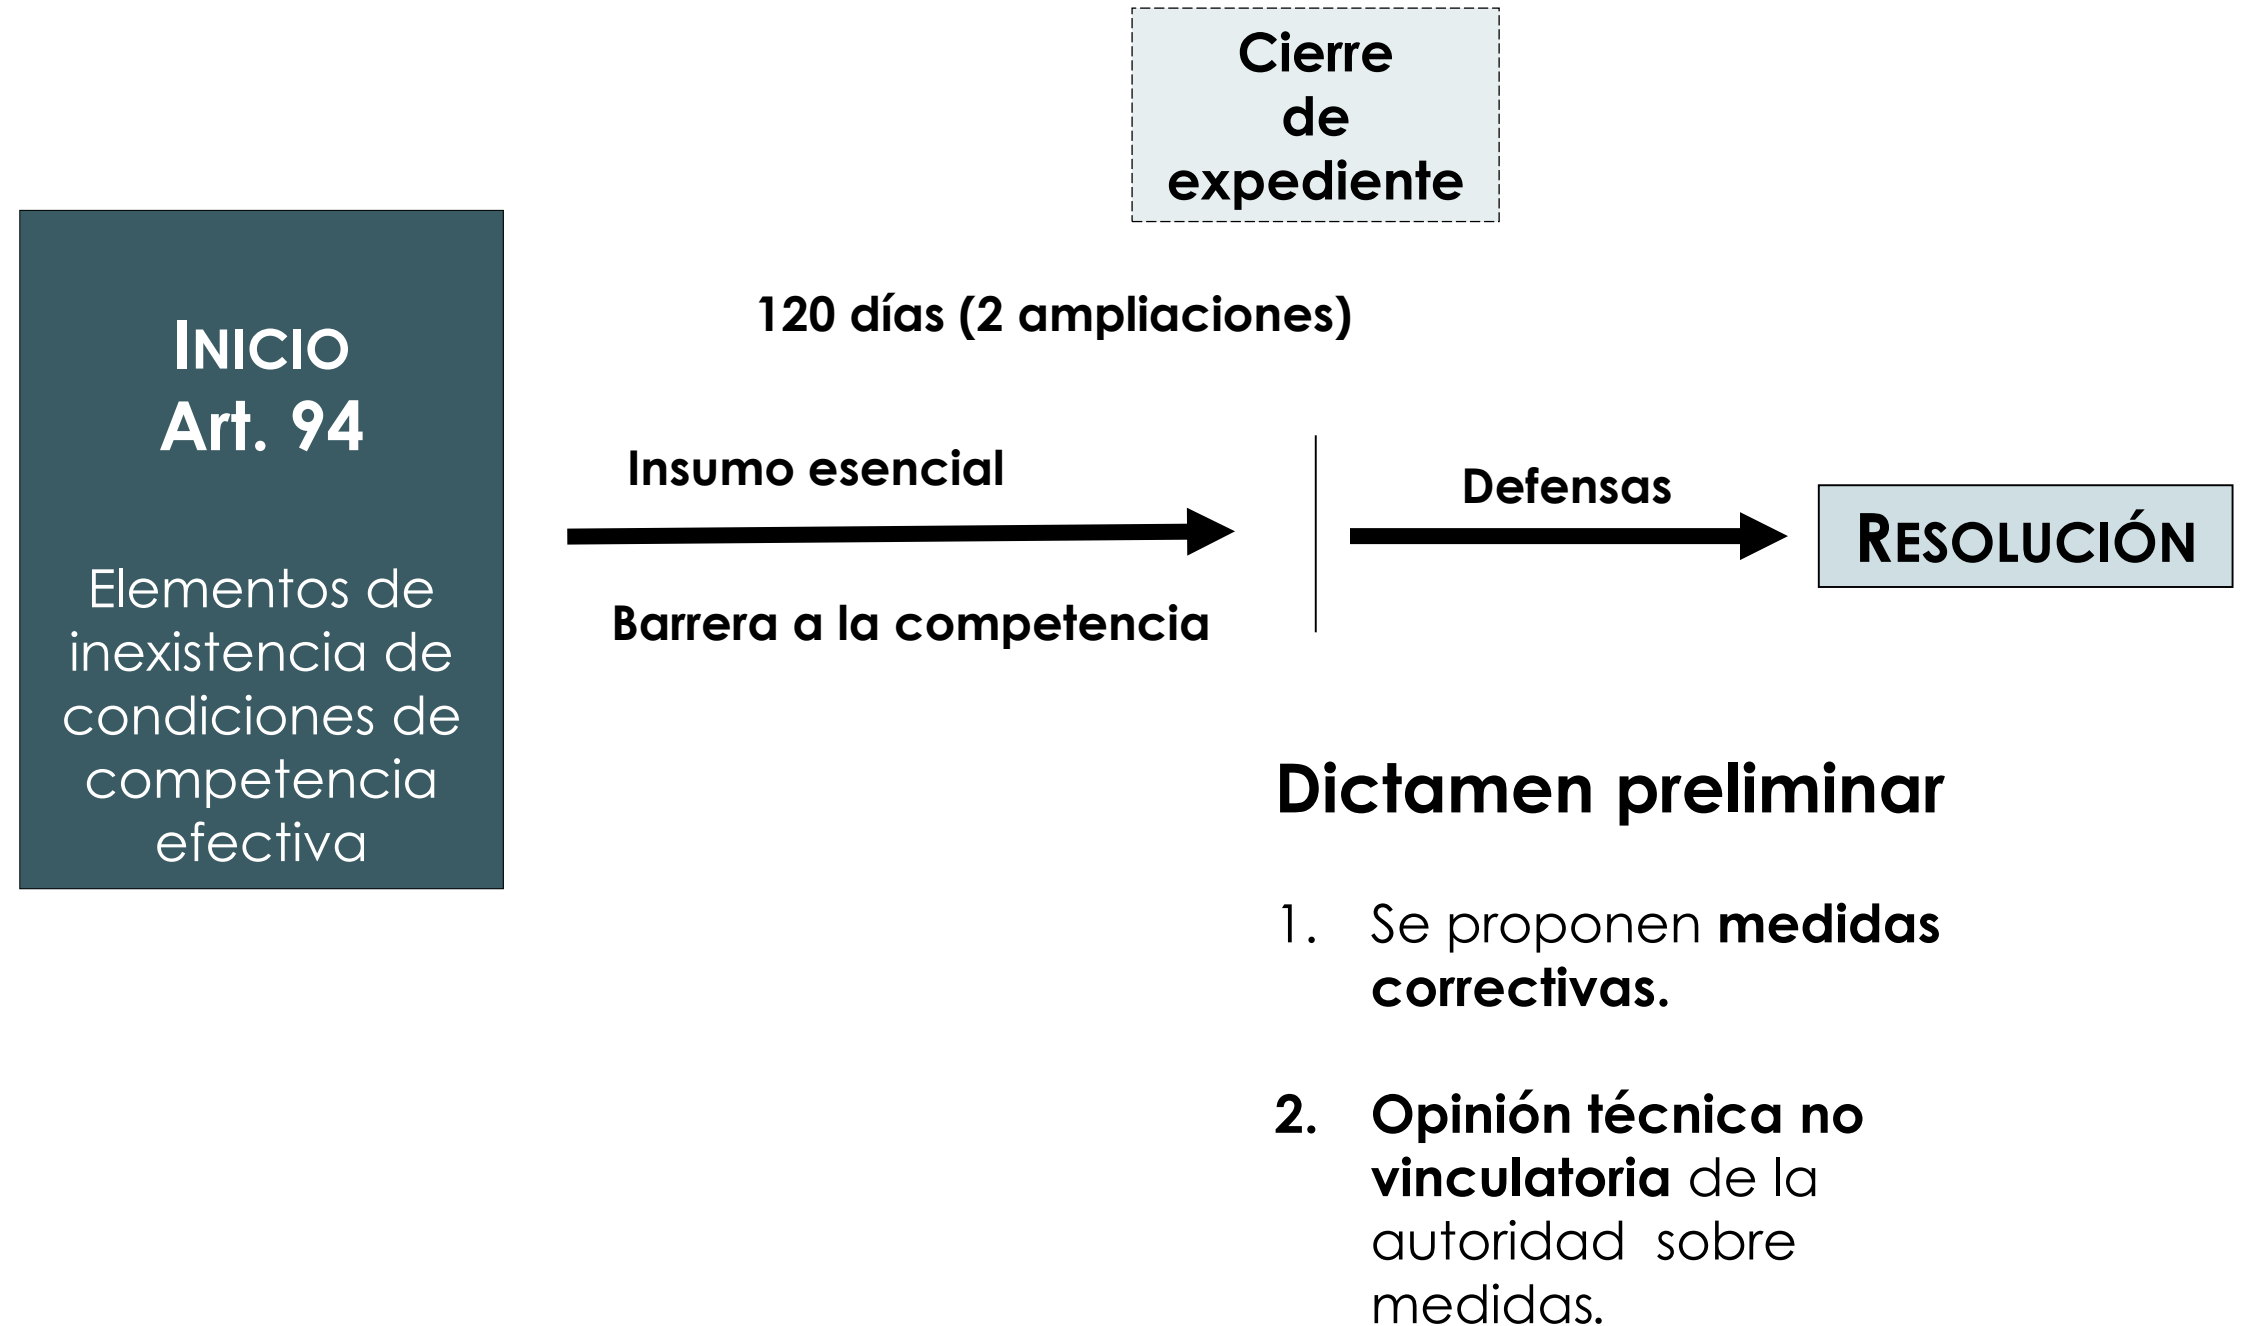 Cierre
de
expediente
120 días (2 ampliaciones)
INICIO
Art. 94
Elementos de
inexistencia de
condiciones de
competencia
efectiva
Insumo esencial
Barrera a la competencia
Defensas
RESOLUCIÓN
Dictamen preliminar
1. Se proponen medidas
correctivas.
2. Opinión técnica no
vinculatoria de la
autoridad sobre
medidas.